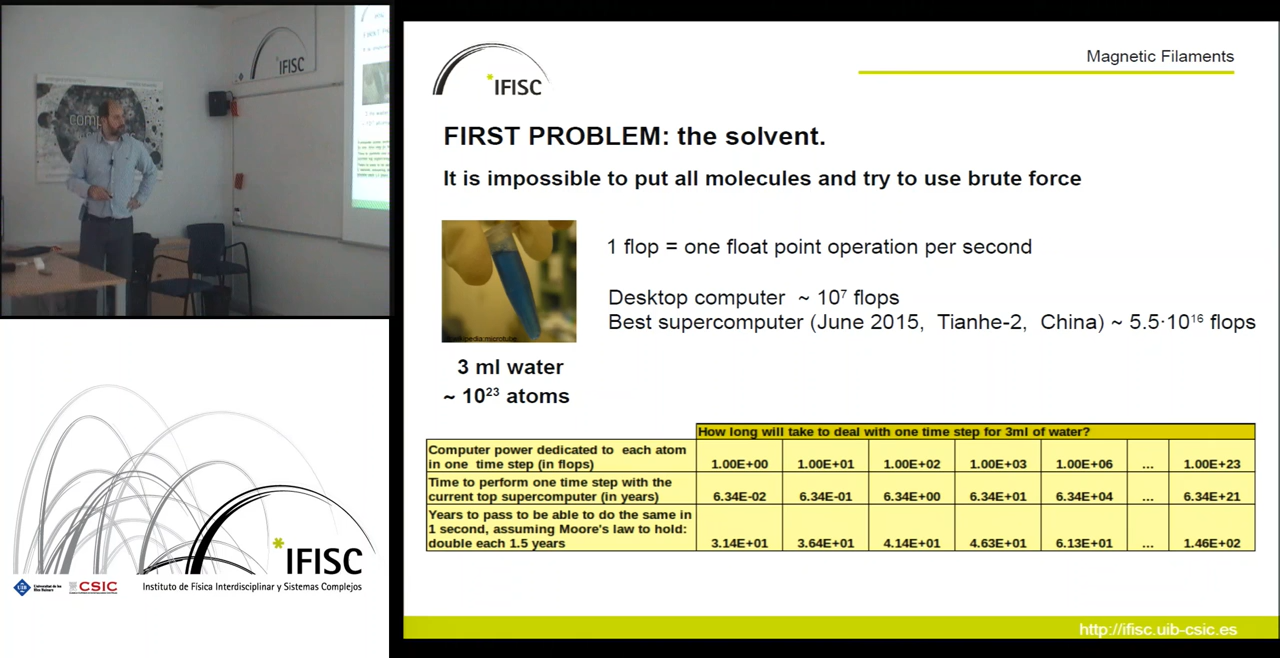 IFISC
Magnetic Filaments
IFISC
FIRST PROBLEM: the solvent.
It is impossible to put all molecules and try to use brute force
1 flop = one float point operation per second
Desktop computer ~ 10⁷ flops
Best supercomputer (June 2015, Tianhe-2, China) ~ 5.5·10¹⁶ flops
3 ml water
~ 10²³ atoms
How long will take to deal with one time step for 3ml of water?
Computer power dedicated to each atom
in one time step (in flops) 1.00E+00 1.00E+01 1.00E+02 1.00E+03 1.00E+06 ... 1.00E+23
Time to perform one time step with the
current top supercomputer (in years) 6.34E-02 6.34E-01 6.34E+00 6.34E+01 6.34E+04 ... 6.34E+21
Years to pass to be able to do the same in
1 second, assuming Moore's law to hold:
double each 1.5 years 3.14E+01 3.64E+01 4.14E+01 4.63E+01 6.13E+01 ... 1.46E+02
IFISC
CSIC
Instituto de Física Interdisciplinar y Sistemas Complejos
http://ifisc.uib-csic.es